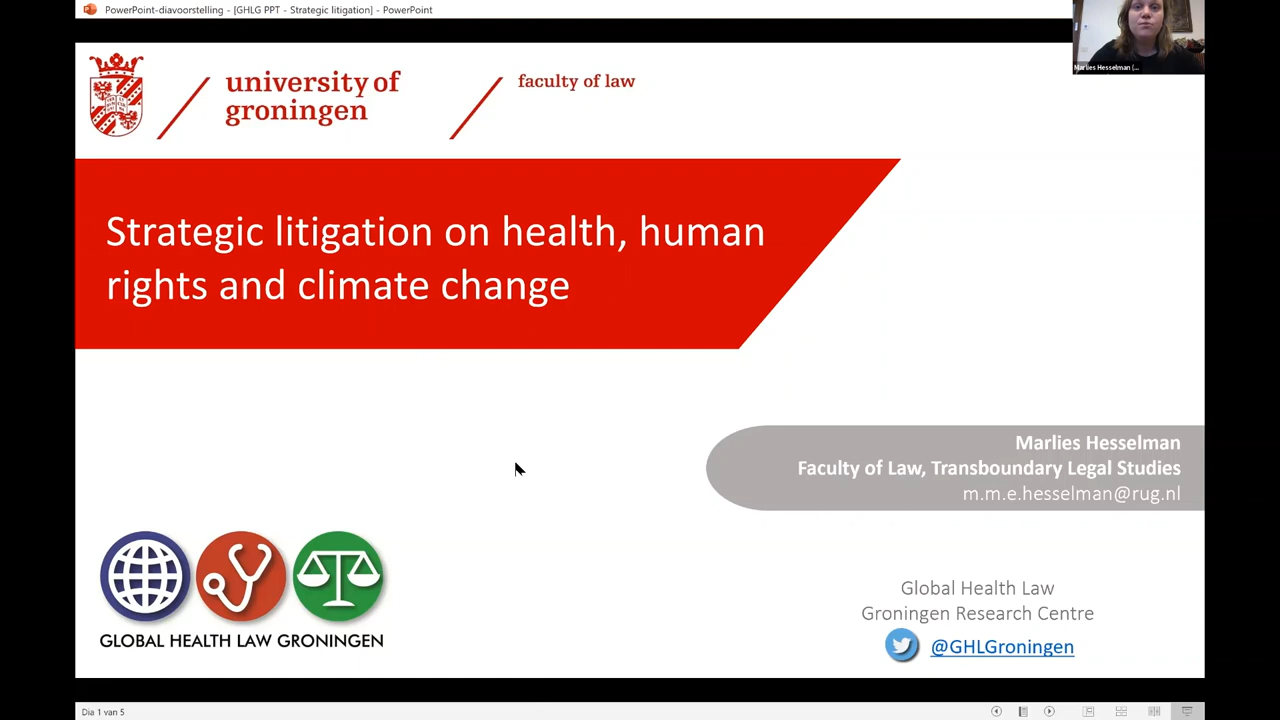 PowerPoint-diavoorstelling - [GHLG PPT - Strategic litigation] - PowerPoint
Marlies Hesselman (...
university of
groningen
faculty of law
Strategic litigation on health, human
rights and climate change
Marlies Hesselman
Faculty of Law, Transboundary Legal Studies
m.m.e.hesselman@rug.nl
GLOBAL HEALTH LAW GRONINGEN
Global Health Law
Groningen Research Centre
@GHLGroningen
Dia 1 van 5